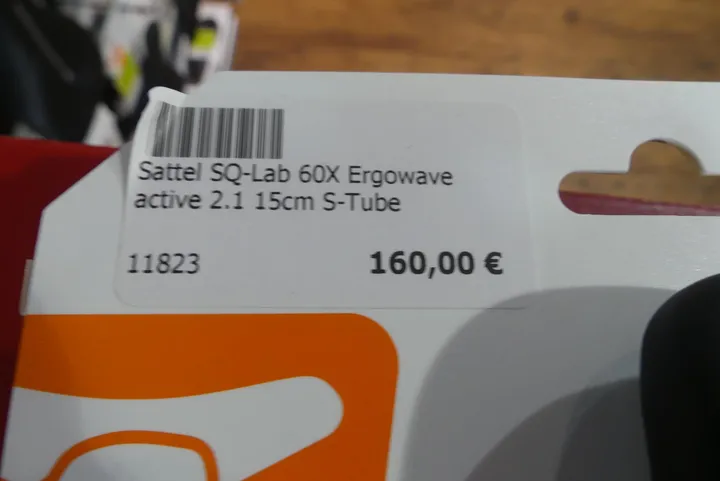 Sattel SQ-Lab 60X Ergowave
active 2.1 15cm S-Tube
11823 160,00 €